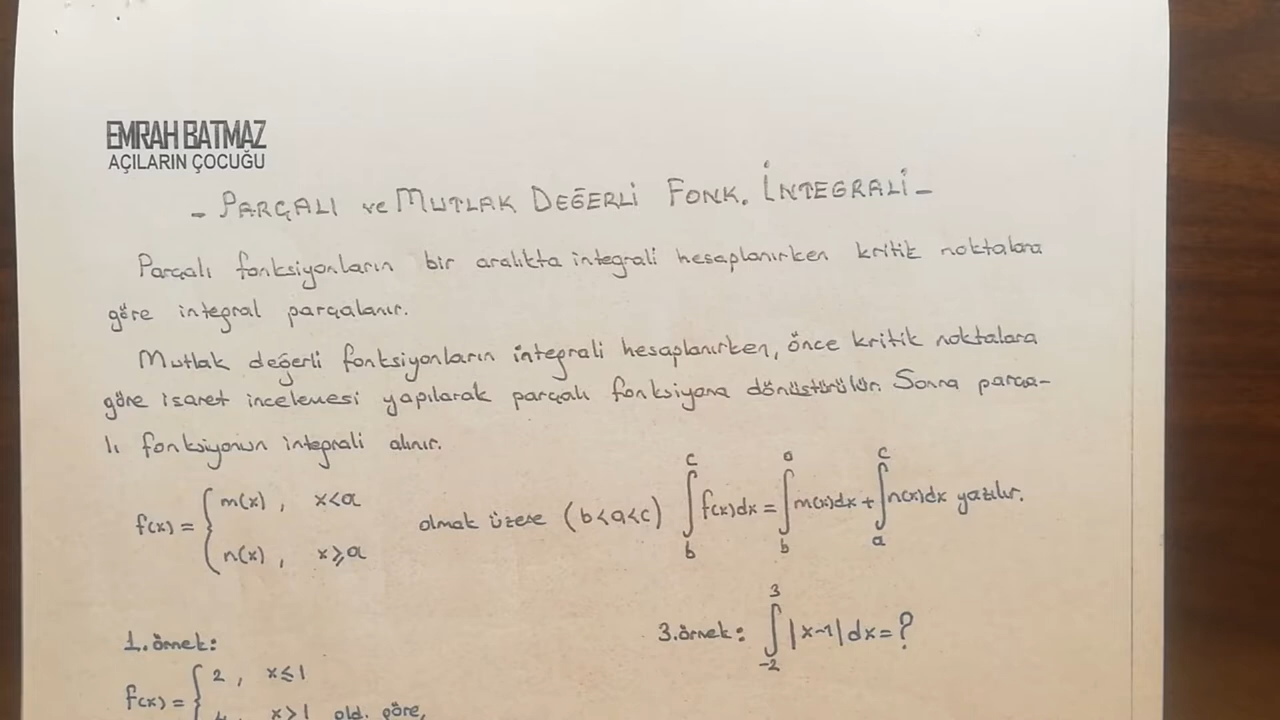 EMRAH BATMAZ
AÇILARIN ÇOCUĞU
- PARÇALI ve MUTLAK DEĞERLİ FONK. İNTEGRALİ -
Parçalı fonksiyonların bir aralıkta integrali hesaplanırken kritik noktalara
göre integral parçalanır.
Mutlak değerli fonksiyonların integrali hesaplanırken, önce kritik noktalara
göre isaret incelemesi yapılarak parçalı fonksiyona dönüştürülür. Sonra parça-
lı fonksiyonun integrali alınır.
f(x) = { m(x) , x<a
n(x) , x≥a
olmak üzere (b<a<c) ∫_b^c f(x)dx = ∫_b^a m(x)dx + ∫_a^c n(x)dx yazılır.
1. örnek:
f(x) = { 2 , x≤1
x>1 old. göre,
3. örnek: ∫_{-2}^3 |x-1| dx = ?